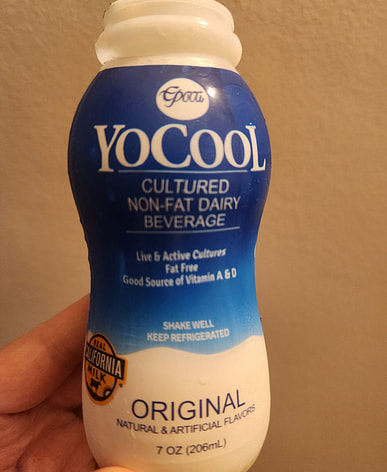 Epoca
YOCOOL
CULTURED
NON-FAT DAIRY
BEVERAGE
Live & Active Cultures
Fat Free
Good Source of Vitamin A & D
SHAKE WELL
KEEP REFRIGERATED
REAL
CALIFORNIA
MILK
ORIGINAL
NATURAL & ARTIFICIAL FLAVORS
7 OZ (206mL)